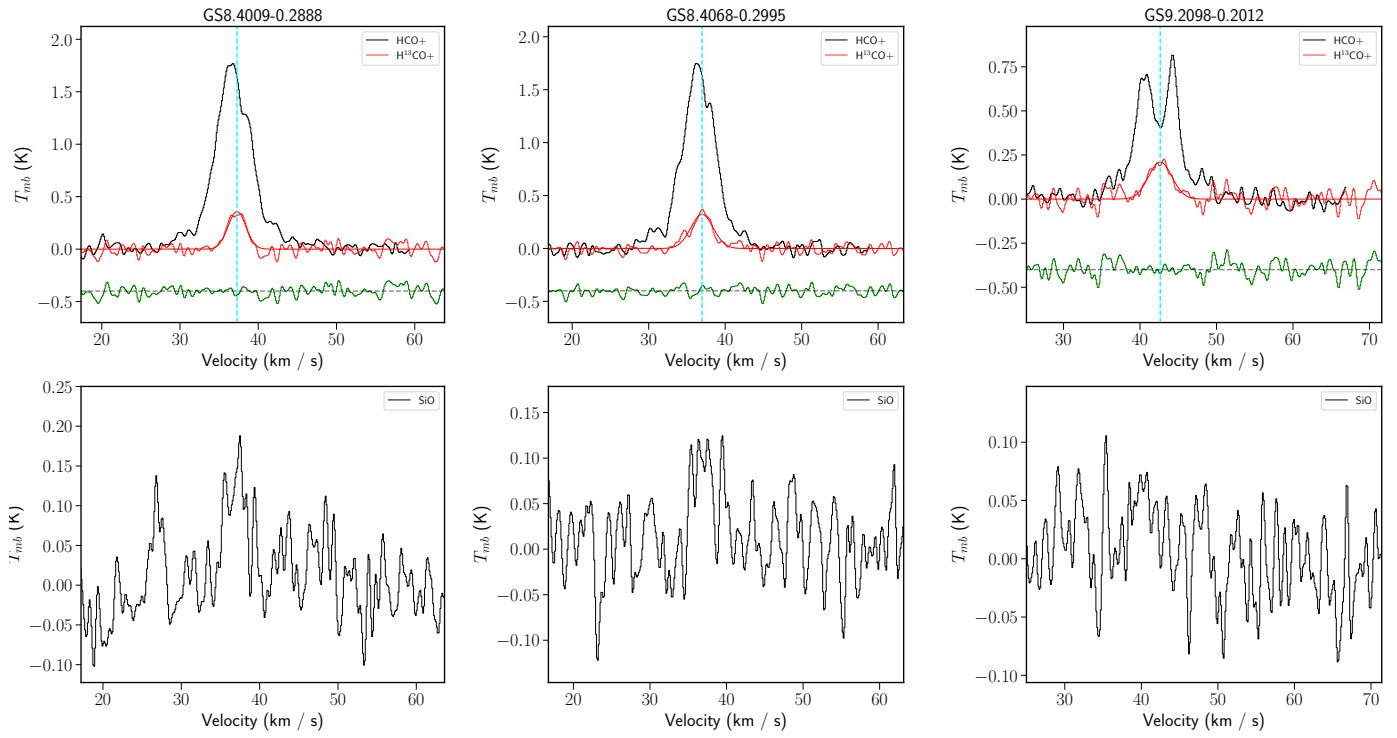 GS8.4009-0.2888
2.0
1.5
1.0
0.5
0.0
−0.5
T_mb (K)
HCO+
H¹³CO+
20 30 40 50 60
Velocity (km / s)
GS8.4068-0.2995
2.0
1.5
1.0
0.5
0.0
−0.5
T_mb (K)
HCO+
H¹³CO+
20 30 40 50 60
Velocity (km / s)
GS9.2098-0.2012
0.75
0.50
0.25
0.00
−0.25
−0.50
T_mb (K)
HCO+
H¹³CO+
30 40 50 60 70
Velocity (km / s)
0.25
0.20
0.15
0.10
0.05
0.00
−0.05
−0.10
T_mb (K)
SiO
20 30 40 50 60
Velocity (km / s)
0.15
0.10
0.05
0.00
−0.05
−0.10
T_mb (K)
SiO
20 30 40 50 60
Velocity (km / s)
0.10
0.05
0.00
−0.05
−0.10
T_mb (K)
SiO
30 40 50 60 70
Velocity (km / s)